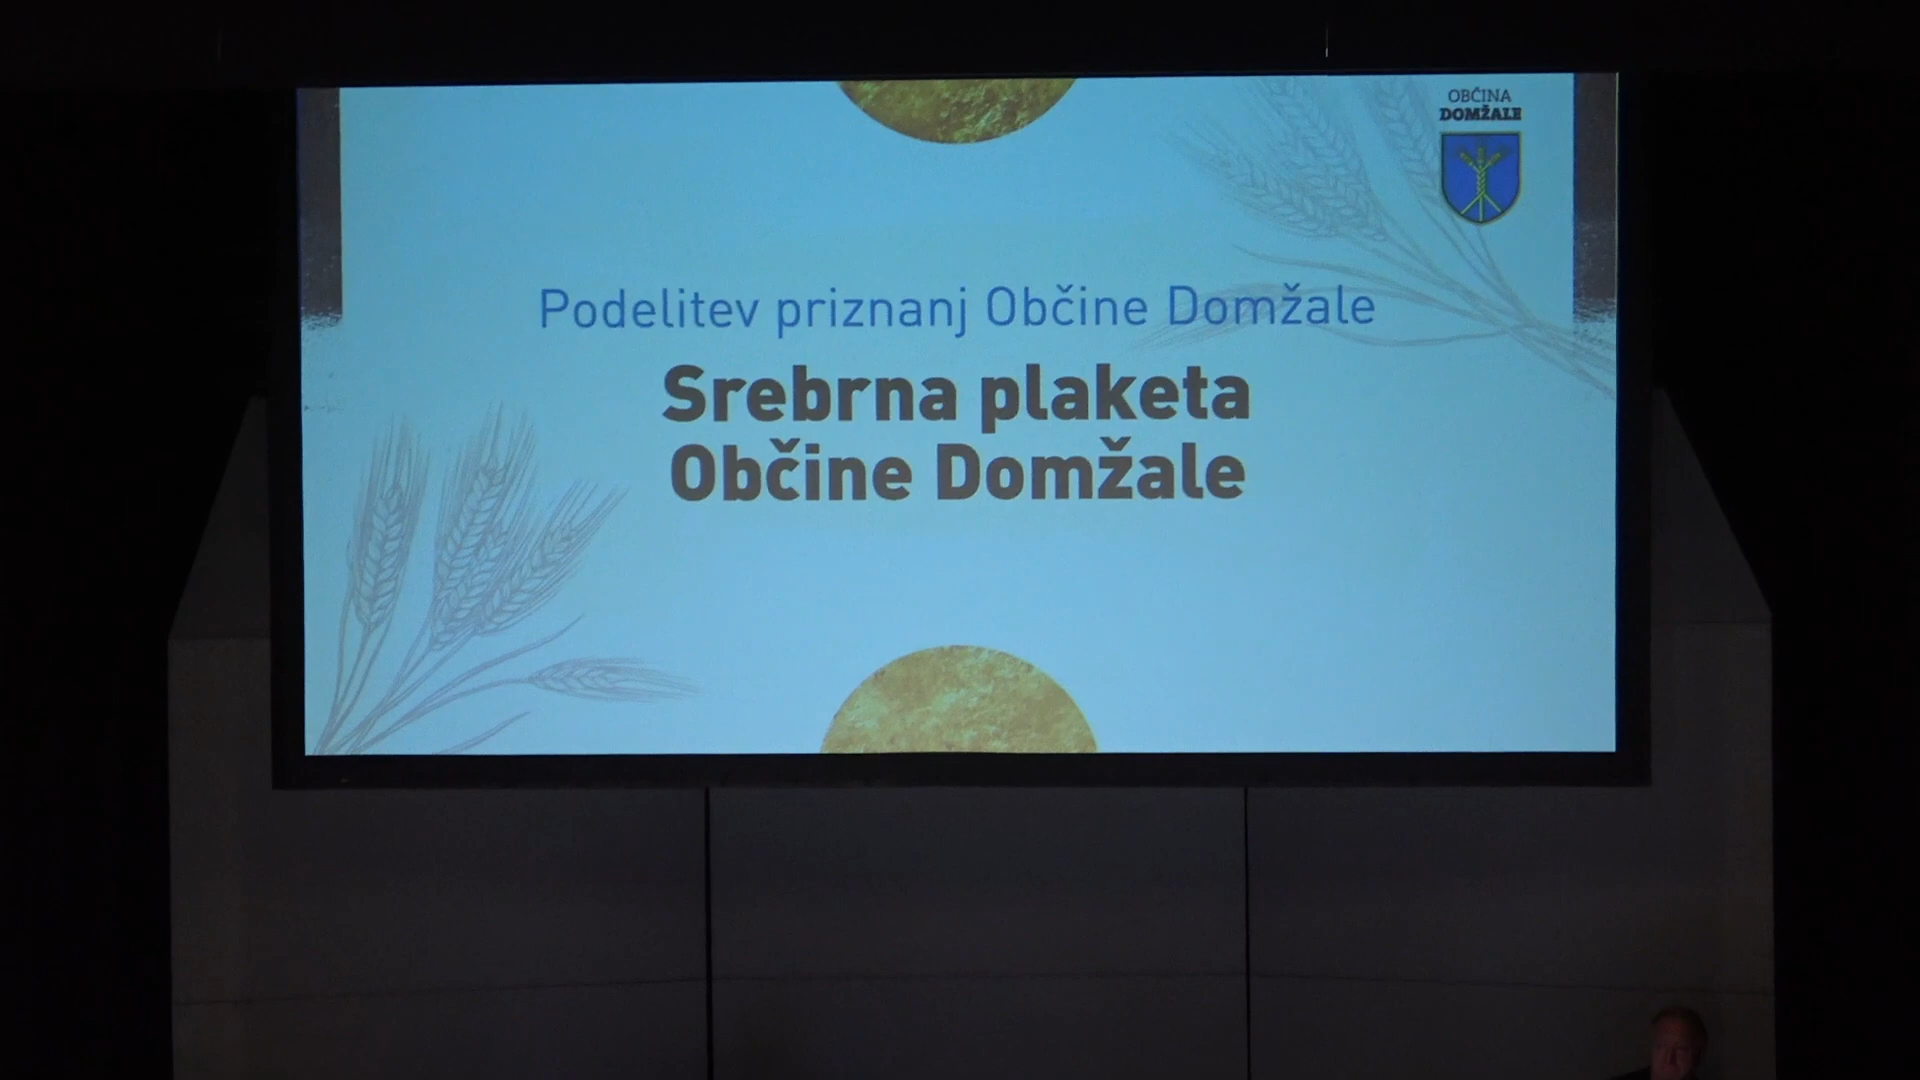 OBČINA
DOMŽALE
Podelitev priznanj Občine Domžale
Srebrna plaketa
Občine Domžale